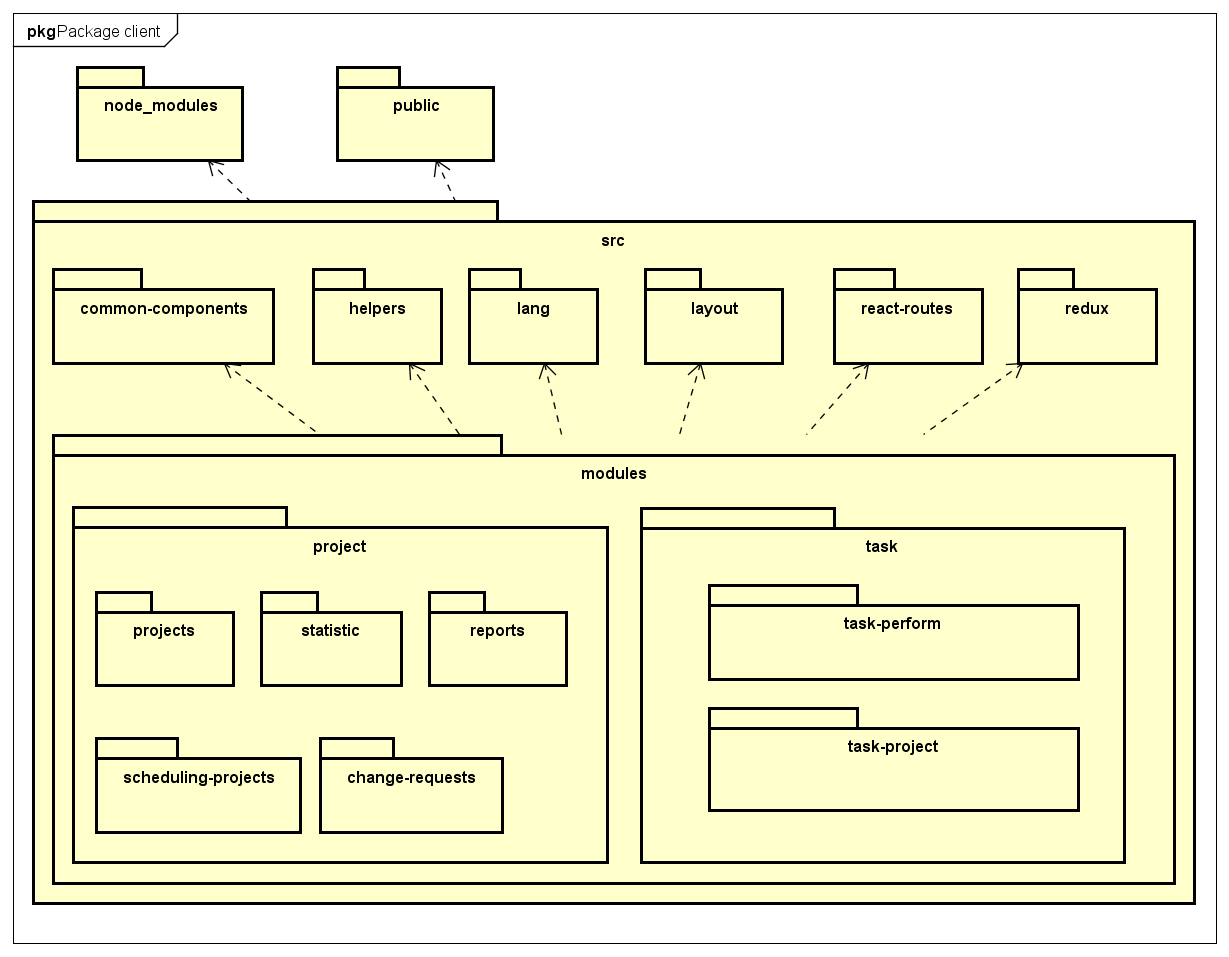 pkgPackage client
node_modules
public
src
common-components
helpers
lang
layout
react-routes
redux
modules
project
task
projects
statistic
reports
task-perform
task-project
scheduling-projects
change-requests